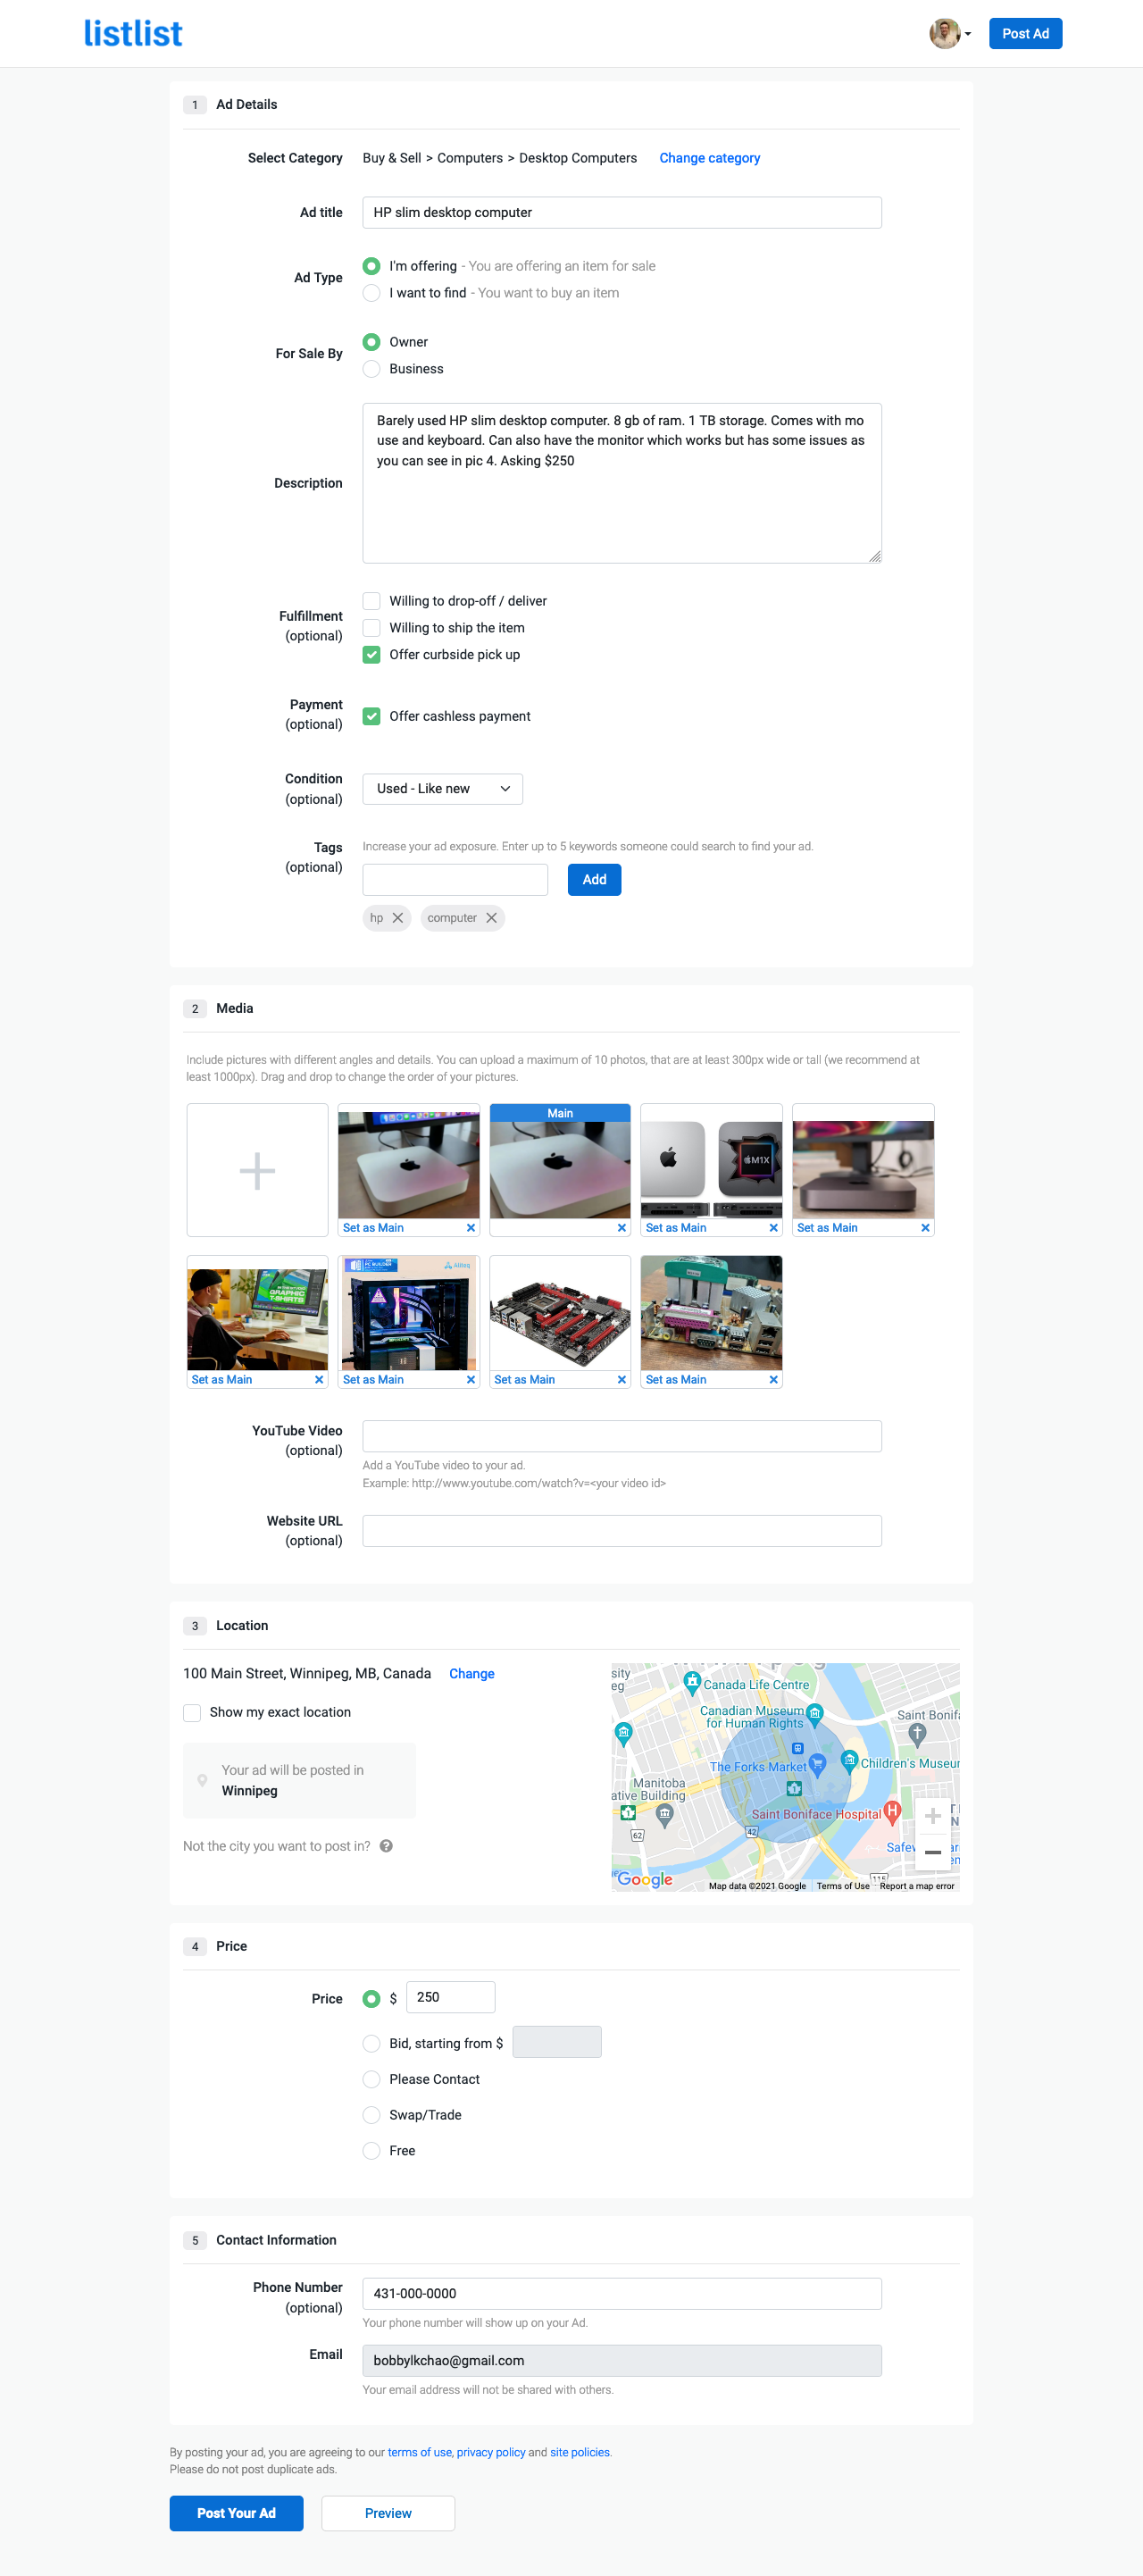 listlist
Post Ad
1 Ad Details
Select Category Buy & Sell > Computers > Desktop Computers Change category
Ad title HP slim desktop computer
Ad Type
I'm offering - You are offering an item for sale
I want to find - You want to buy an item
For Sale By
Owner
Business
Description
Barely used HP slim desktop computer. 8 gb of ram. 1 TB storage. Comes with mo
use and keyboard. Can also have the monitor which works but has some issues as
you can see in pic 4. Asking $250
Fulfillment
(optional)
Willing to drop-off / deliver
Willing to ship the item
Offer curbside pick up
Payment
(optional)
Offer cashless payment
Condition
(optional)
Used - Like new
Tags
(optional)
Increase your ad exposure. Enter up to 5 keywords someone could search to find your ad.
Add
hp
computer
2 Media
Include pictures with different angles and details. You can upload a maximum of 10 photos, that are at least 300px wide or tall (we recommend at
least 1000px). Drag and drop to change the order of your pictures.
Main
M1X
Set as Main
Set as Main
Set as Main
GRAPHIC
T-SHIRTS
PC BUILDER
Set as Main
Set as Main
Set as Main
Set as Main
YouTube Video
(optional)
Add a YouTube video to your ad.
Example: http://www.youtube.com/watch?v=<your video id>
Website URL
(optional)
3 Location
100 Main Street, Winnipeg, MB, Canada Change
Show my exact location
Your ad will be posted in
Winnipeg
Not the city you want to post in?
sity
eg
Canada Life Centre
Canadian Museum
for Human Rights
Saint Bonifa
The Forks Market
Children's Museum
Manitoba
ative Building
Saint Boniface Hospital
H
62
42
Safew
115
Google
Map data ©2021 Google Terms of Use Report a map error
4 Price
Price $ 250
Bid, starting from $
Please Contact
Swap/Trade
Free
5 Contact Information
Phone Number
(optional)
431-000-0000
Your phone number will show up on your Ad.
Email
bobbylkchao@gmail.com
Your email address will not be shared with others.
By posting your ad, you are agreeing to our terms of use, privacy policy and site policies.
Please do not post duplicate ads.
Post Your Ad
Preview